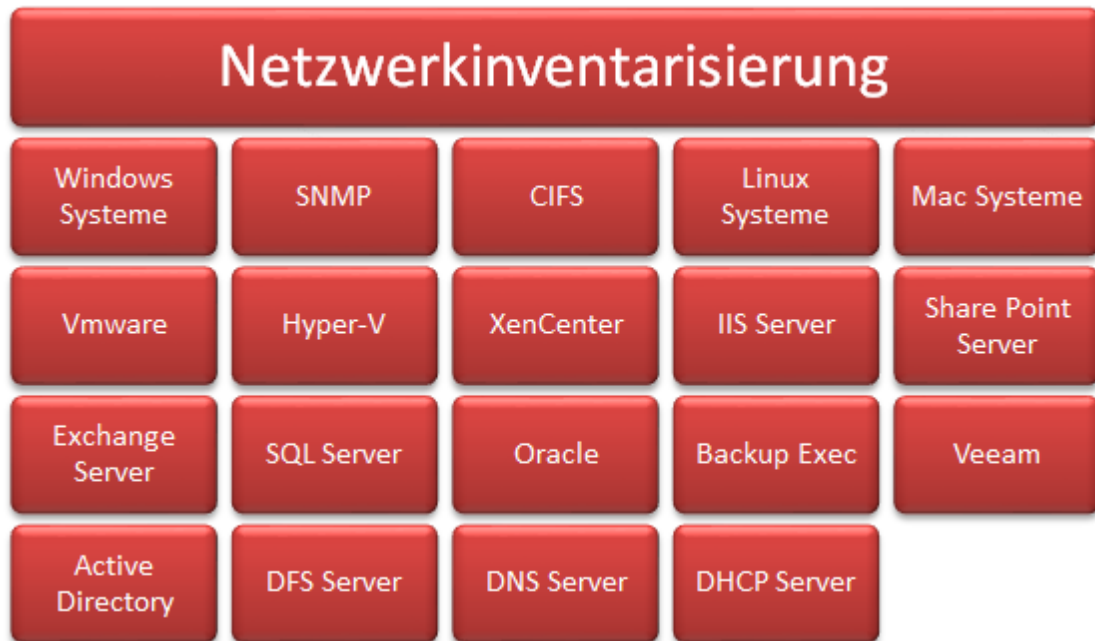 Netzwerkinventarisierung
Windows
Systeme
SNMP
CIFS
Linux
Systeme
Mac Systeme
Vmware
Hyper-V
XenCenter
IIS Server
Share Point
Server
Exchange
Server
SQL Server
Oracle
Backup Exec
Veeam
Active
Directory
DFS Server
DNS Server
DHCP Server